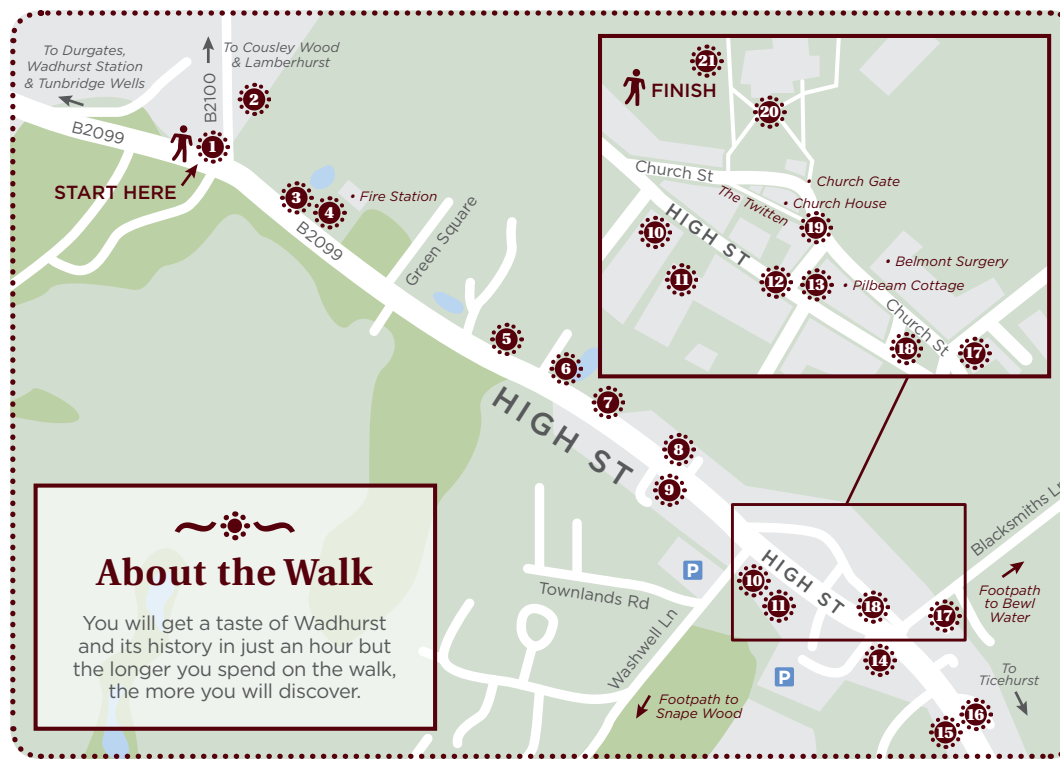 To Durgates,
Wadhurst Station
& Tunbridge Wells
B2100
To Cousley Wood
& Lamberhurst
2
B2099
1
START HERE
3
4
• Fire Station
B2099
Green Square
5
6
7
HIGH ST
8
9
21
FINISH
20
Church St
• Church Gate
The Twitten
• Church House
10
HIGH ST
19
11
12
13
• Belmont Surgery
• Pilbeam Cottage
Church St
18
17
About the Walk
You will get a taste of Wadhurst
and its history in just an hour but
the longer you spend on the walk,
the more you will discover.
Townlands Rd
P
Washwell Ln
Footpath to
Snape Wood
10
11
HIGH ST
18
17
Blacksmiths Ln
Footpath
to Bewl
Water
14
P
To
Ticehurst
16
15